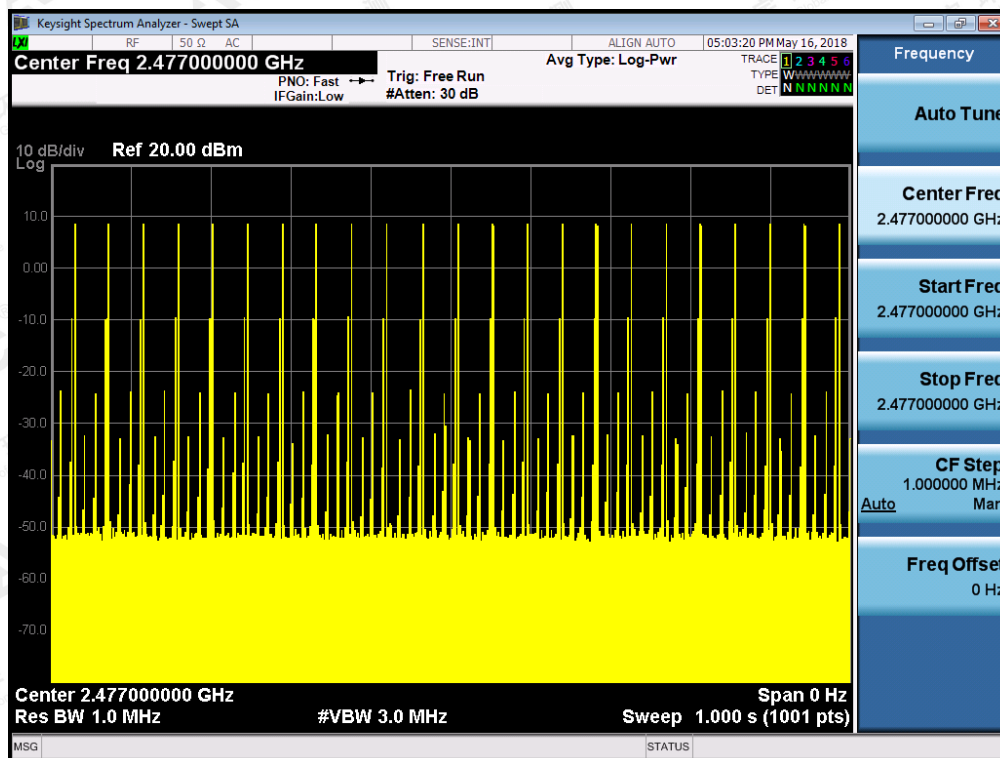 Keysight Spectrum Analyzer - Swept SA
LXI RF 50 Ω AC SENSE:INT ALIGN AUTO 05:03:20 PM May 16, 2018
Center Freq 2.477000000 GHz
PNO: Fast
IFGain:Low
Trig: Free Run
#Atten: 30 dB
Avg Type: Log-Pwr
TRACE 1 2 3 4 5 6
TYPE W
DET N N N N N N
10 dB/div
Log
Ref 20.00 dBm
10.0
0.00
-10.0
-20.0
-30.0
-40.0
-50.0
-60.0
-70.0
Center 2.477000000 GHz
Span 0 Hz
Res BW 1.0 MHz
#VBW 3.0 MHz
Sweep 1.000 s (1001 pts)
MSG
STATUS
Frequency
Auto Tune
Center Freq
2.477000000 GHz
Start Freq
2.477000000 GHz
Stop Freq
2.477000000 GHz
CF Step
1.000000 MHz
Auto Man
Freq Offset
0 Hz